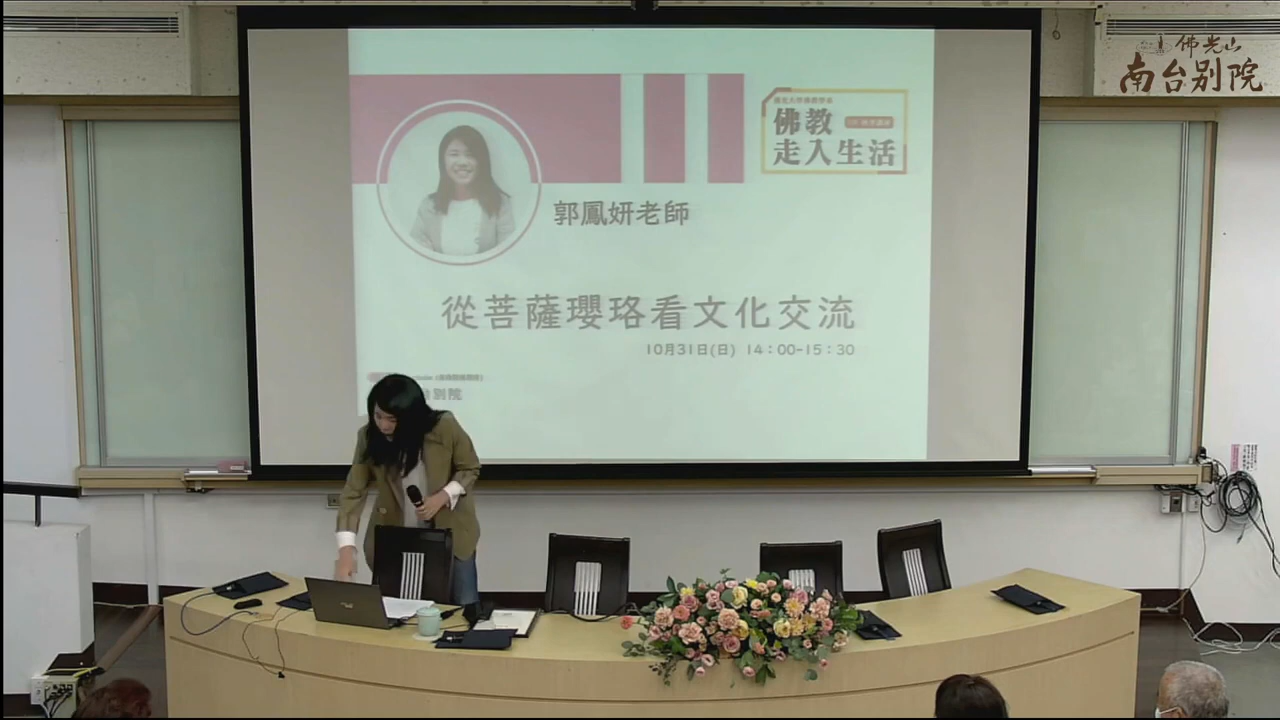 佛光山
南台别院
佛教
走入生活
郭鳳妍老師
從菩薩瓔珞看文化交流
10月31日(日) 14：00-15：30
別院